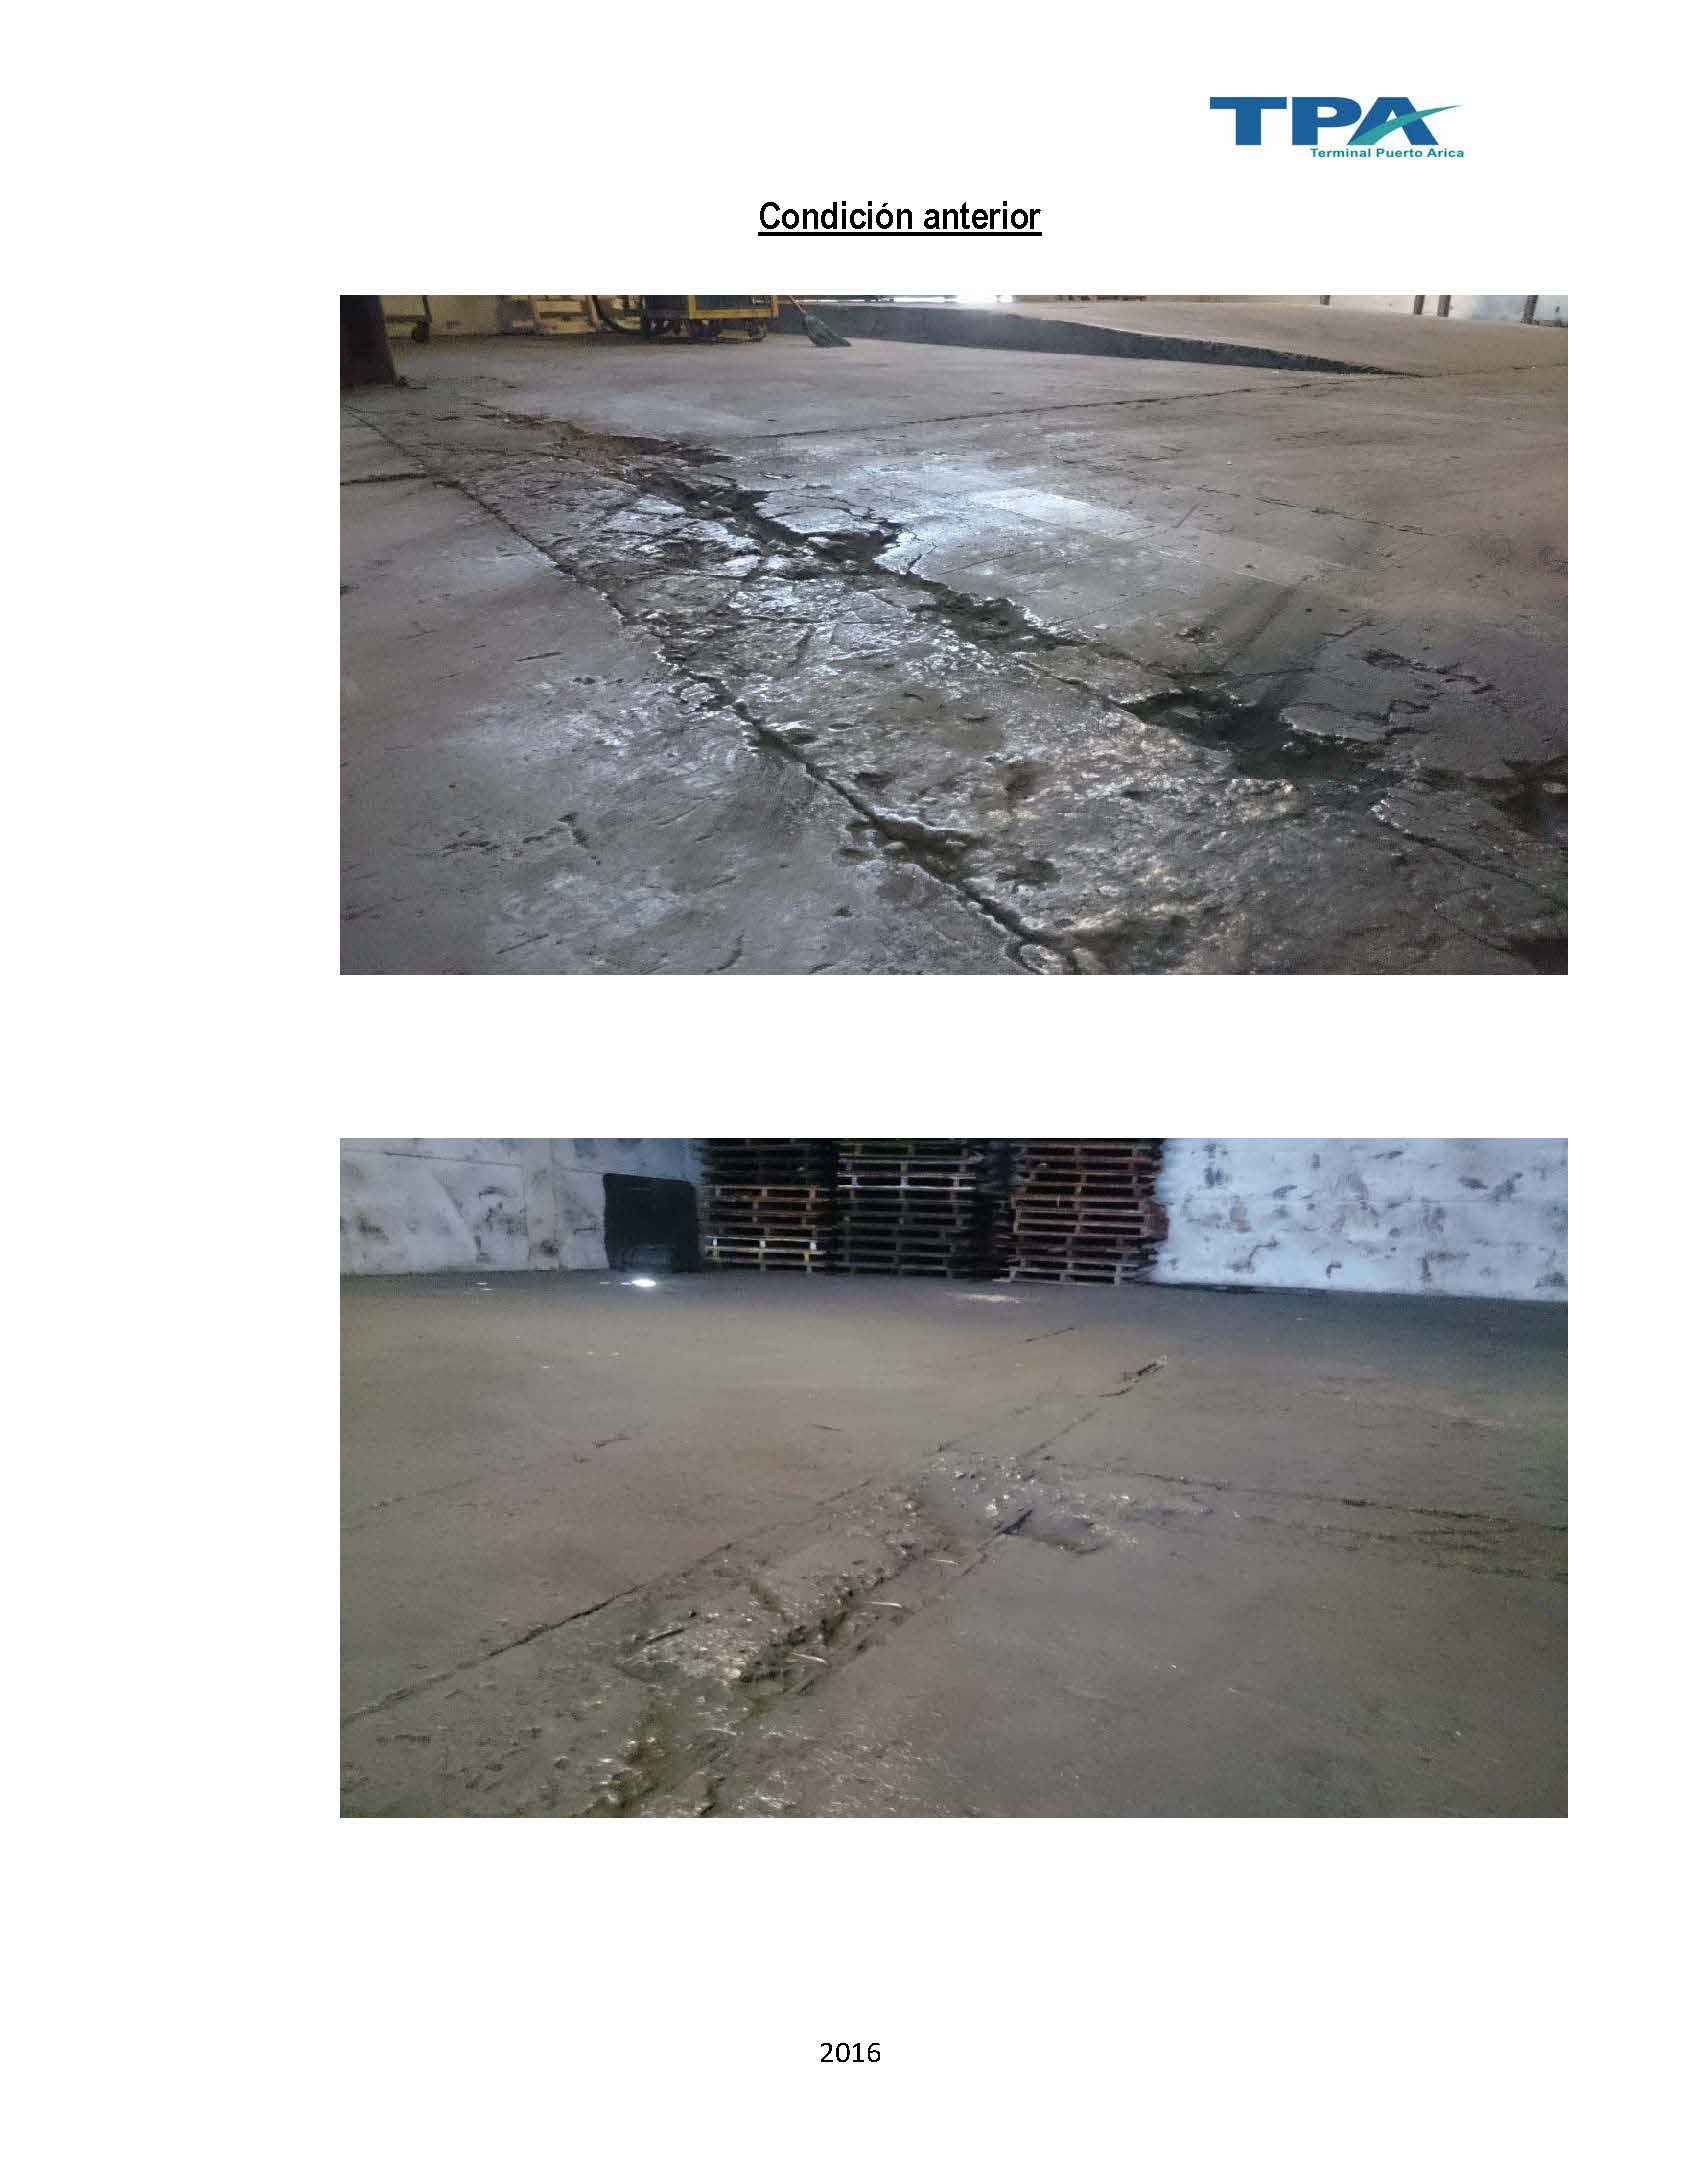 TPA
Terminal Puerto Arica
Condición anterior
2016